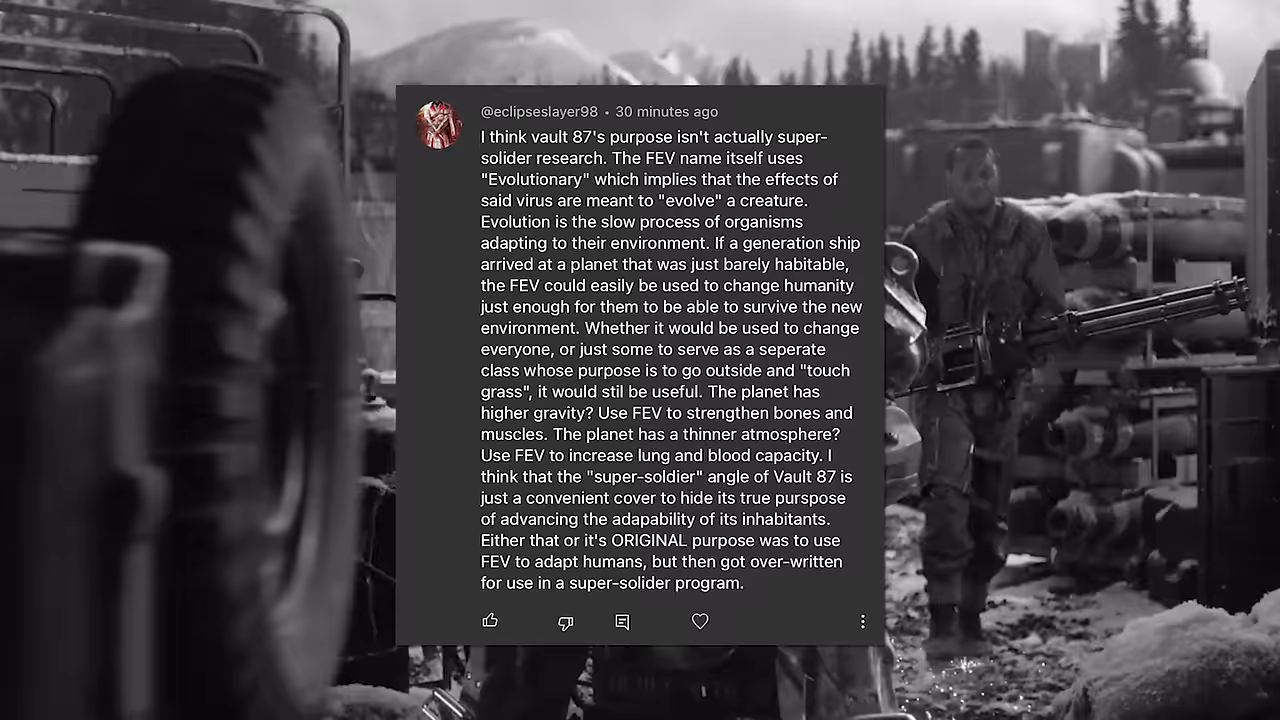 @eclipseslayer98 • 30 minutes ago
I think vault 87's purpose isn't actually super-
solider research. The FEV name itself uses
"Evolutionary" which implies that the effects of
said virus are meant to "evolve" a creature.
Evolution is the slow process of organisms
adapting to their environment. If a generation ship
arrived at a planet that was just barely habitable,
the FEV could easily be used to change humanity
just enough for them to be able to survive the new
environment. Whether it would be used to change
everyone, or just some to serve as a seperate
class whose purpose is to go outside and "touch
grass", it would stil be useful. The planet has
higher gravity? Use FEV to strengthen bones and
muscles. The planet has a thinner atmosphere?
Use FEV to increase lung and blood capacity. I
think that the "super-soldier" angle of Vault 87 is
just a convenient cover to hide its true purspose
of advancing the adapability of its inhabitants.
Either that or it's ORIGINAL purpose was to use
FEV to adapt humans, but then got over-written
for use in a super-solider program.